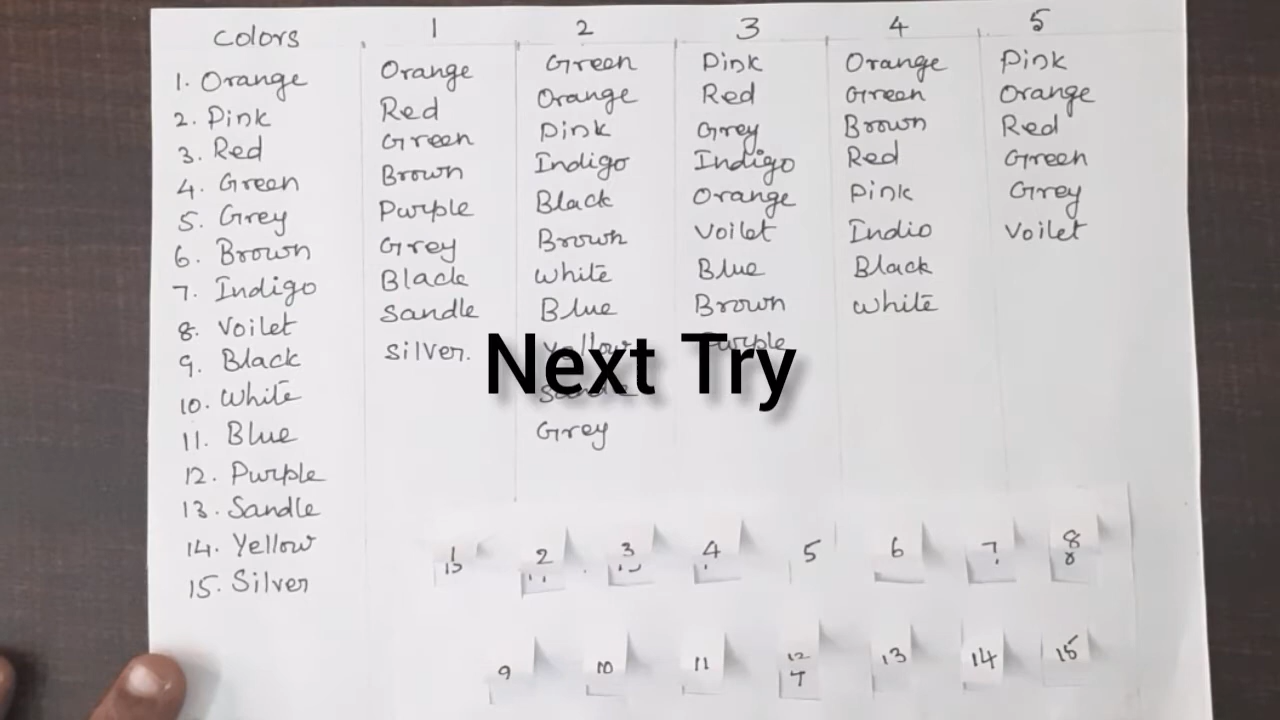 Colors 1 2 3 4 5
1. Orange Orange Green Pink Orange Pink
2. Pink Red Orange Red Green Orange
3. Red Green Pink Grey Brown Red
4. Green Brown Indigo Indigo Red Green
5. Grey Purple Black Orange Pink Grey
6. Brown Grey Brown Voilet Indio Voilet
7. Indigo Black White Blue Black
8. Voilet Sandle Blue Brown White
9. Black Silver. Yellow Purple
Next Try
10. White Sandle
11. Blue Grey
12. Purple
13. Sandle
14. Yellow
15. Silver
1 2 3 4 5 6 7 8
9 10 11 12 13 14 15